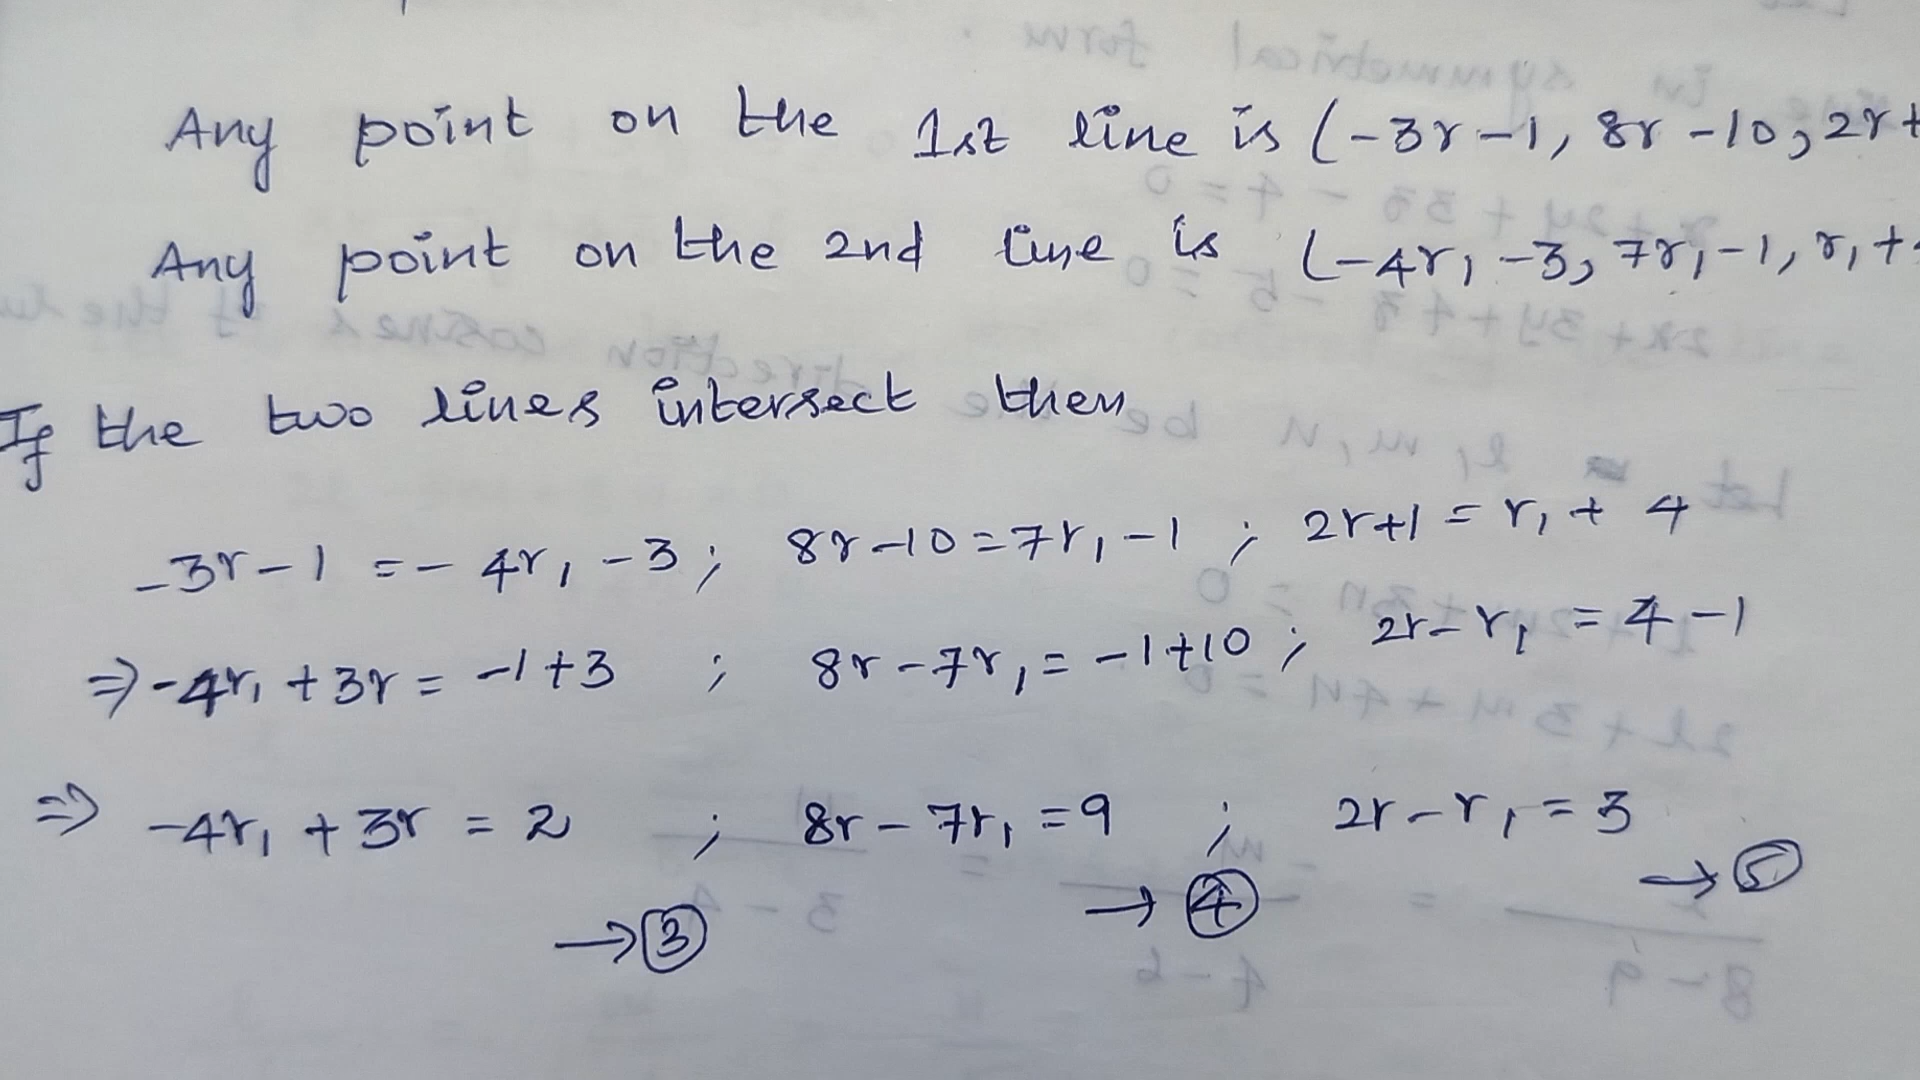 Any point on the 1st line is (-3r-1, 8r-10, 2r+
Any point on the 2nd line is (-4r₁-3, 7r₁-1, r₁+
If the two lines intersect then
-3r-1 = -4r₁-3; 8r-10=7r₁-1; 2r+1=r₁+4
⇒-4r₁+3r=-1+3; 8r-7r₁=-1+10; 2r-r₁=4-1
⇒ -4r₁+3r=2; 8r-7r₁=9; 2r-r₁=3
→③ →④ →⑤